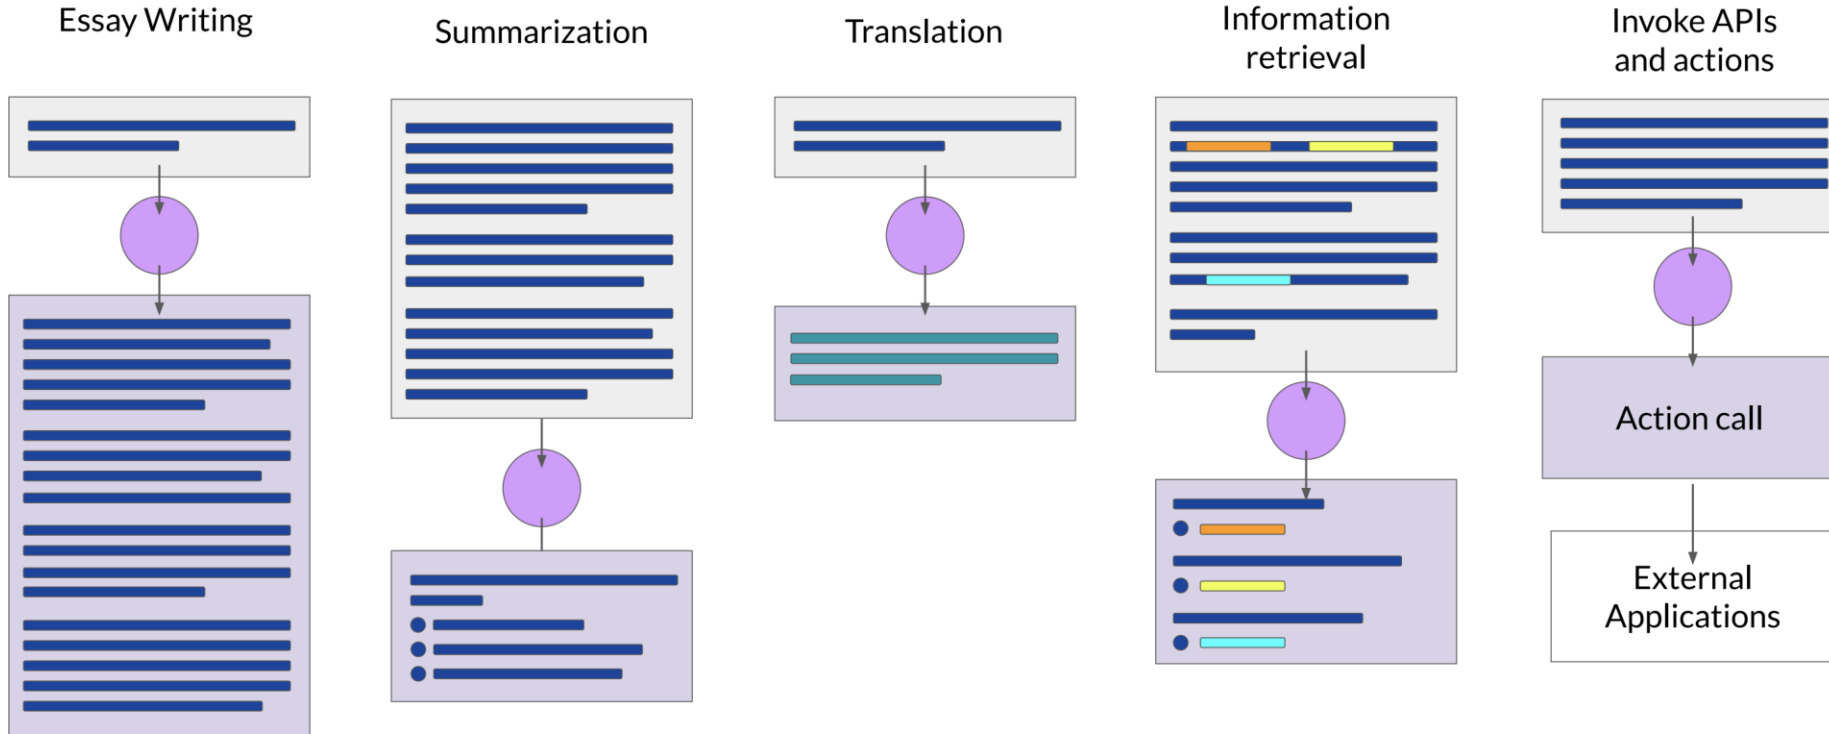 Essay Writing
Summarization
Translation
Information
retrieval
Invoke APIs
and actions
Action call
External
Applications